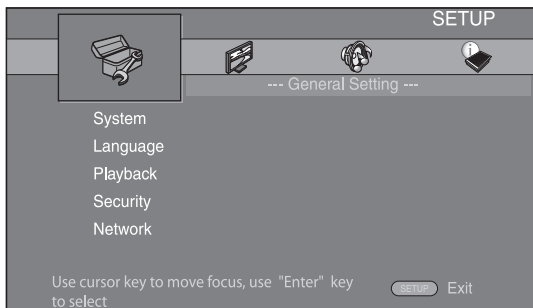 SETUP
--- General Setting ---
System
Language
Playback
Security
Network
Use cursor key to move focus, use "Enter" key
to select
SETUP Exit